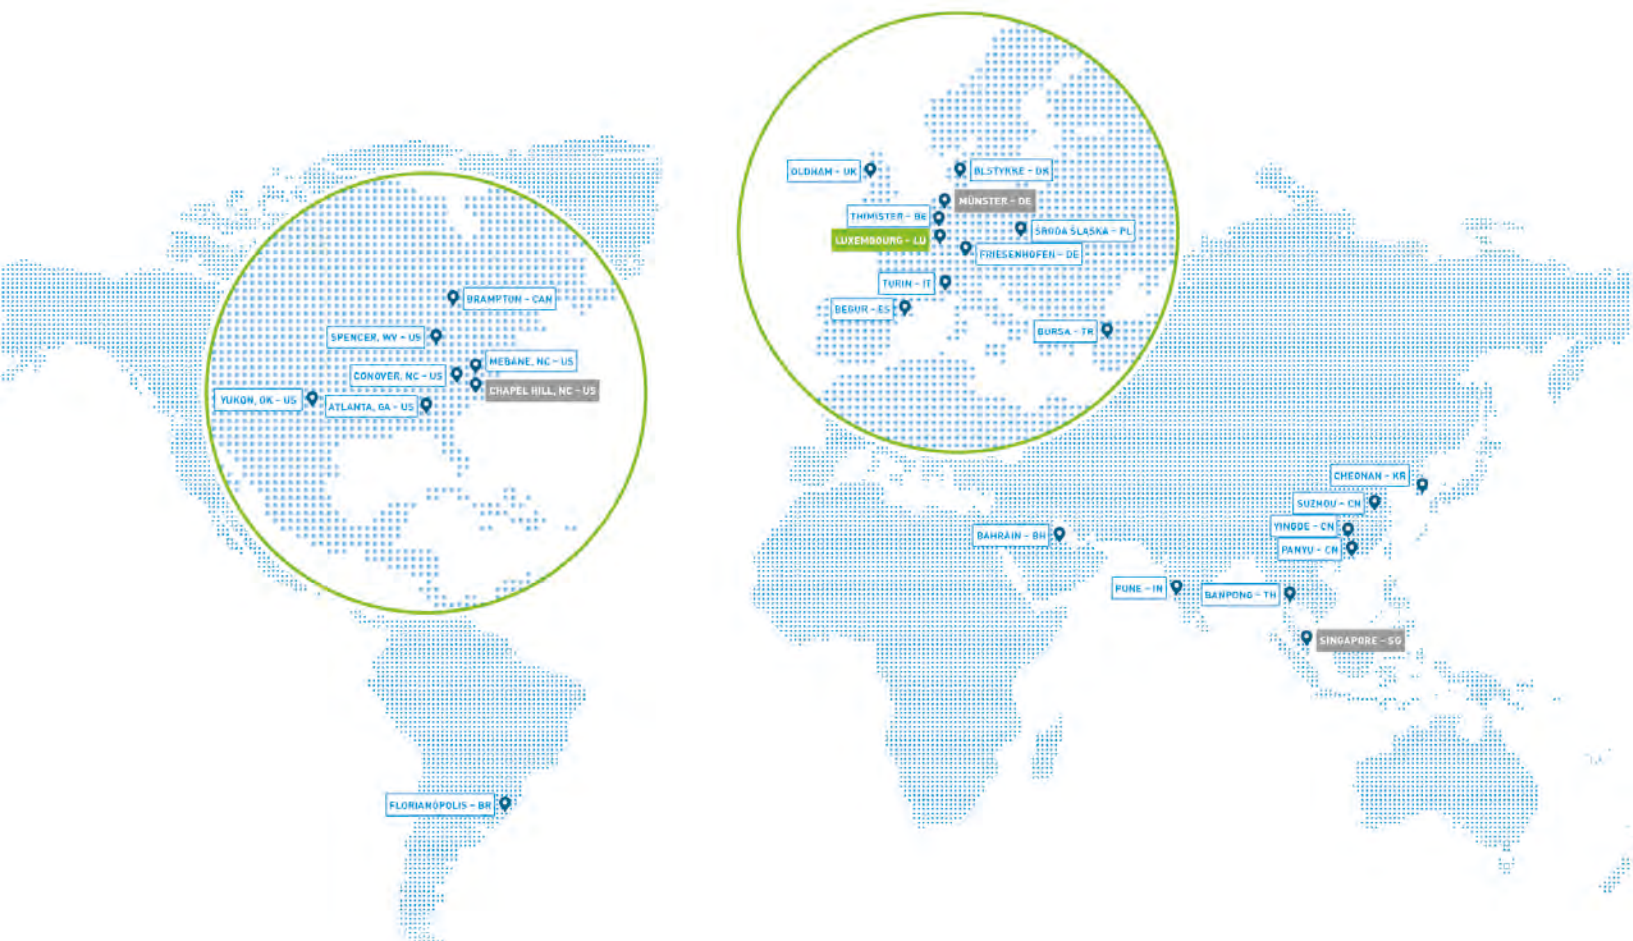 OLDHAM – UK
ØLSTYKKE – DK
MÜNSTER – DE
THIMISTER – BE
ŚRODA ŚLĄSKA – PL
LUXEMBOURG – LU
FRIESENHOFEN – DE
TURIN – IT
BEGUR – ES
BURSA – TR
BRAMPTON – CAN
SPENCER, WV – US
MEBANE, NC – US
CONOVER, NC – US
CHAPEL HILL, NC – US
YUKON, OK – US
ATLANTA, GA – US
CHEONAN – KR
SUZHOU – CN
YINGDE – CN
PANYU – CN
BAHRAIN – BH
PUNE – IN
BANPONG – TH
SINGAPORE – SG
FLORIANÓPOLIS – BR